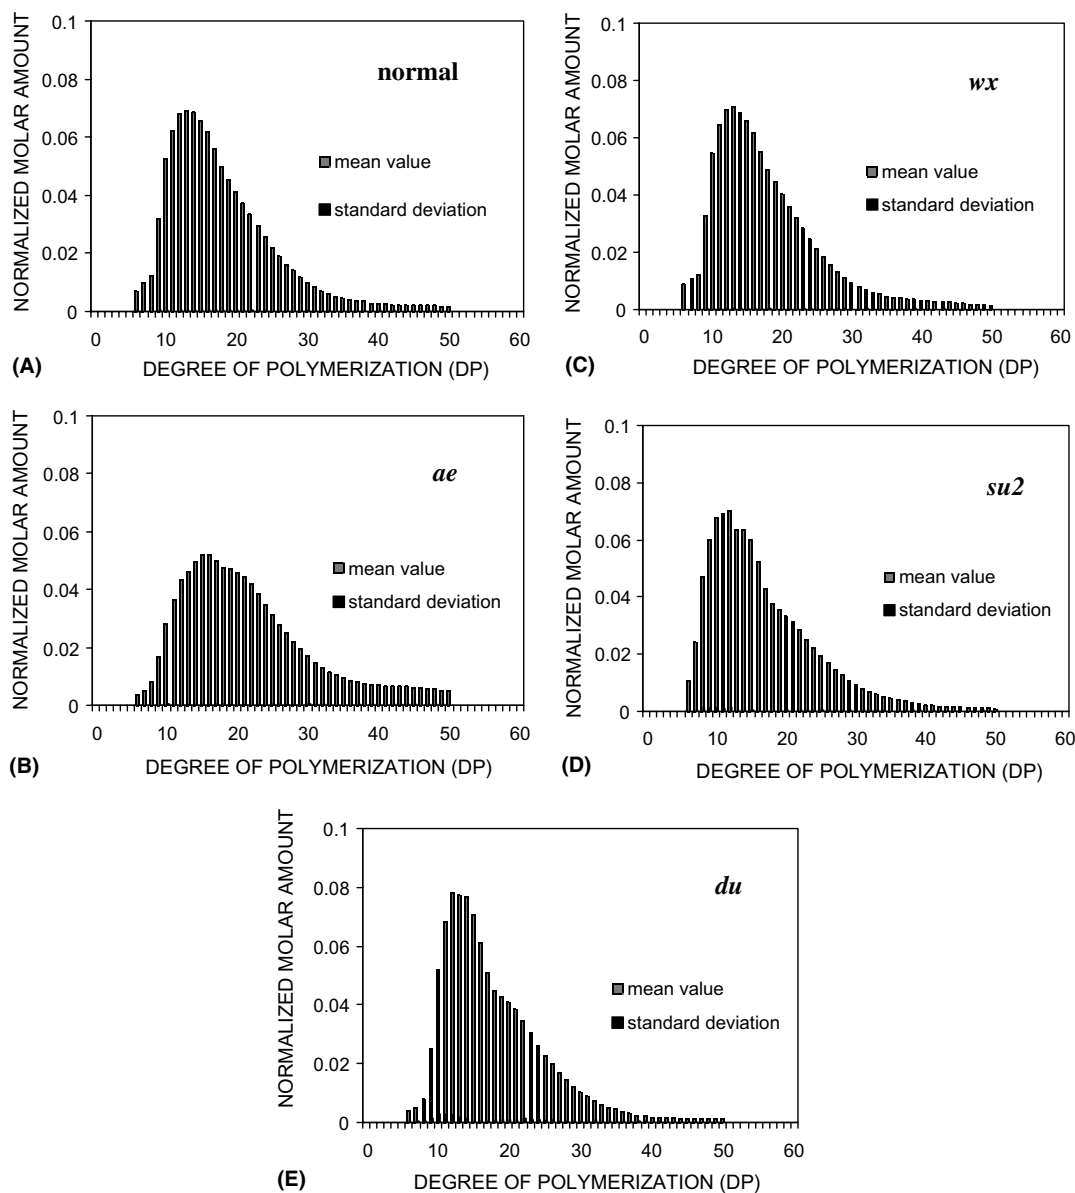 NORMALIZED MOLAR AMOUNT
0.1
0.08
0.06
0.04
0.02
0
normal
mean value
standard deviation
0 10 20 30 40 50 60
(A) DEGREE OF POLYMERIZATION (DP)
NORMALIZED MOLAR AMOUNT
0.1
0.08
0.06
0.04
0.02
0
wx
mean value
standard deviation
0 10 20 30 40 50 60
(C) DEGREE OF POLYMERIZATION (DP)
NORMALIZED MOLAR AMOUNT
0.1
0.08
0.06
0.04
0.02
0
ae
mean value
standard deviation
0 10 20 30 40 50 60
(B) DEGREE OF POLYMERIZATION (DP)
NORMALIZED MOLAR AMOUNT
0.1
0.08
0.06
0.04
0.02
0
su2
mean value
standard deviation
0 10 20 30 40 50 60
(D) DEGREE OF POLYMERIZATION (DP)
NORMALIZED MOLAR AMOUNT
0.1
0.08
0.06
0.04
0.02
0
du
mean value
standard deviation
0 10 20 30 40 50 60
(E) DEGREE OF POLYMERIZATION (DP)